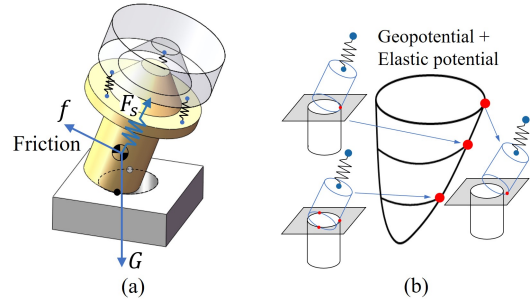 Geopotential +
Elastic potential
F_s
f
Friction
G
(a)
(b)